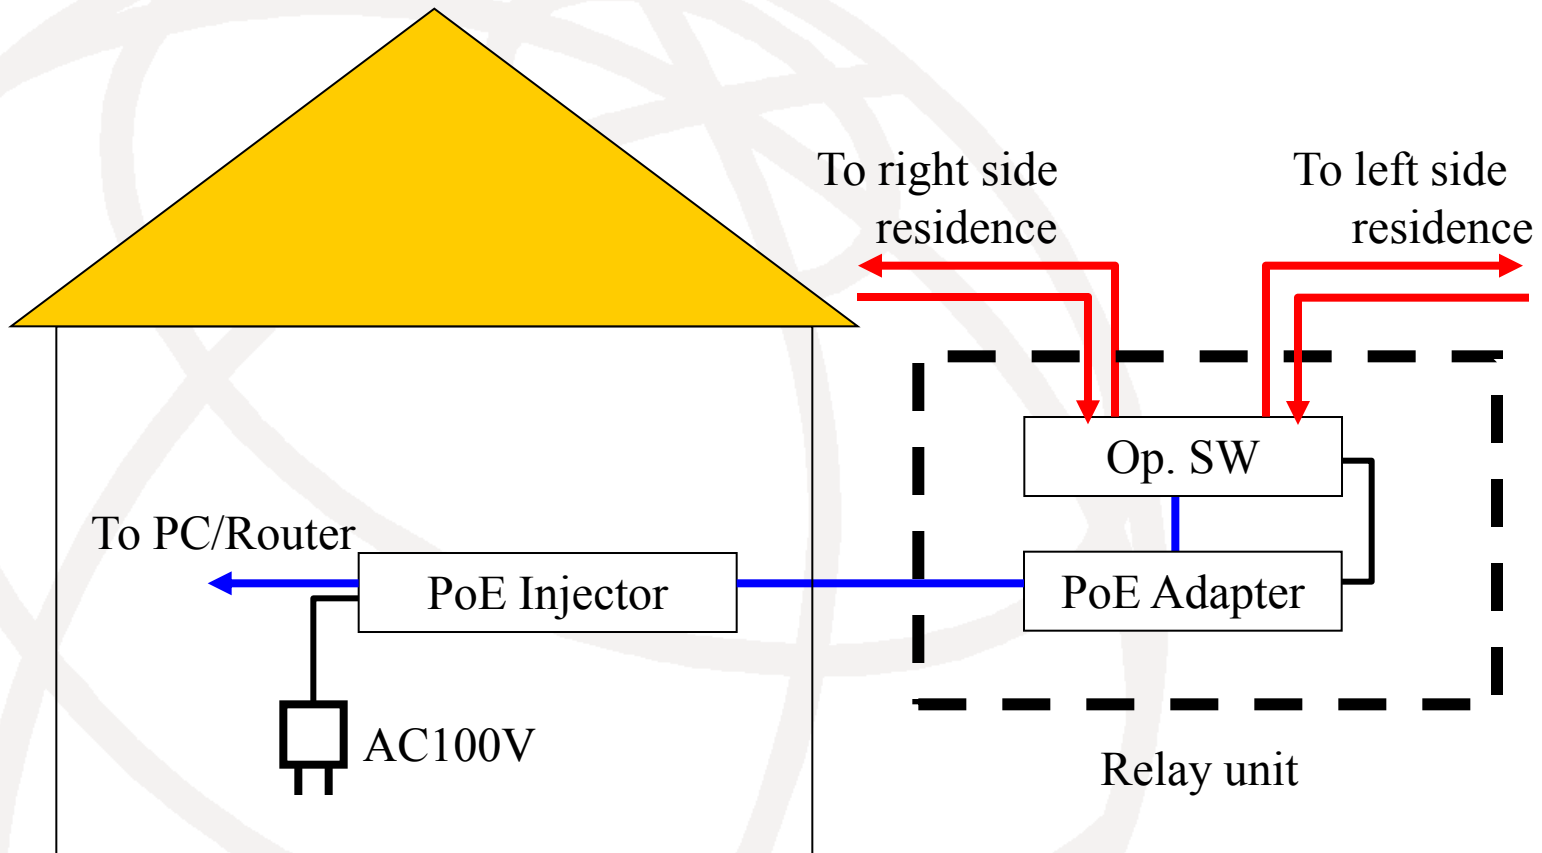 To right side
residence
To left side
residence
Op. SW
To PC/Router
PoE Injector
PoE Adapter
AC100V
Relay unit